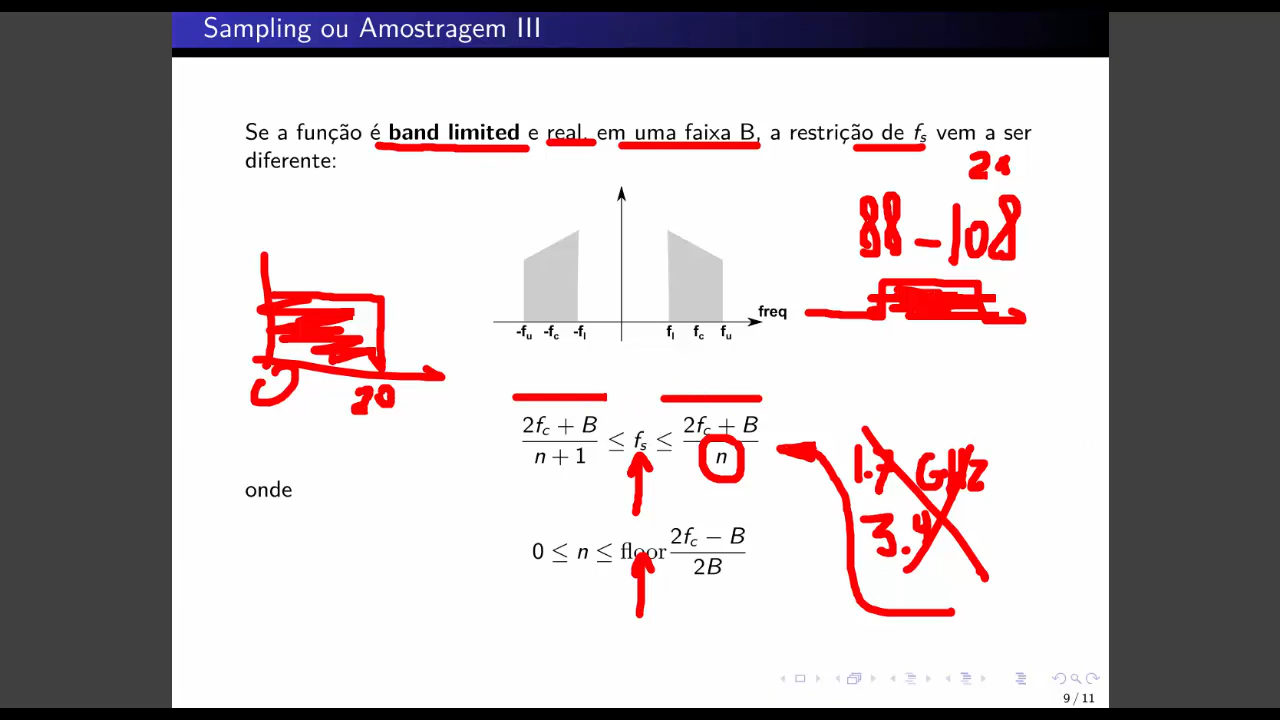 Sampling ou Amostragem III
Se a função é band limited e real, em uma faixa B, a restrição de fs vem a ser
diferente:
88 - 108
freq
-fu -fc -fl fl fc fu
20
2fc + B / n + 1 ≤ fs ≤ 2fc + B / n
1.7 GHz
3.4
onde
0 ≤ n ≤ floor 2fc − B / 2B
9 / 11